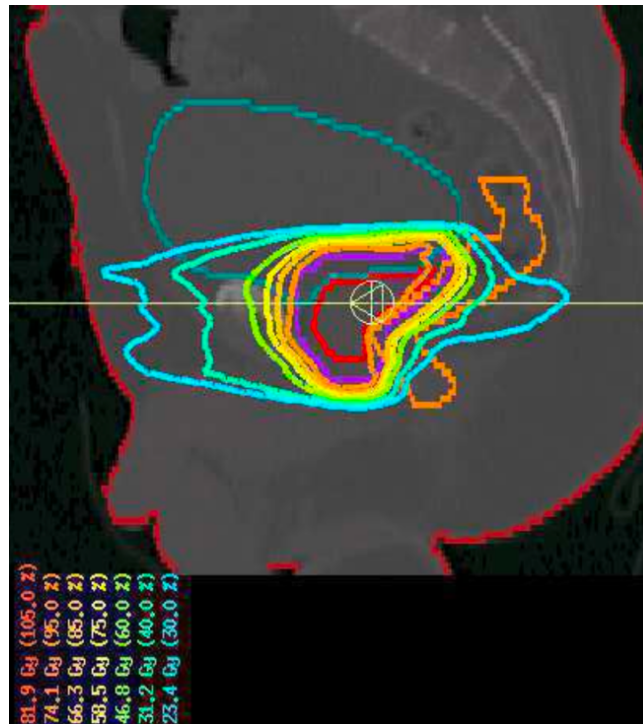 81.9 Gy (105.0 %)
74.1 Gy (95.0 %)
66.3 Gy (85.0 %)
58.5 Gy (75.0 %)
46.8 Gy (60.0 %)
31.2 Gy (40.0 %)
23.4 Gy (30.0 %)